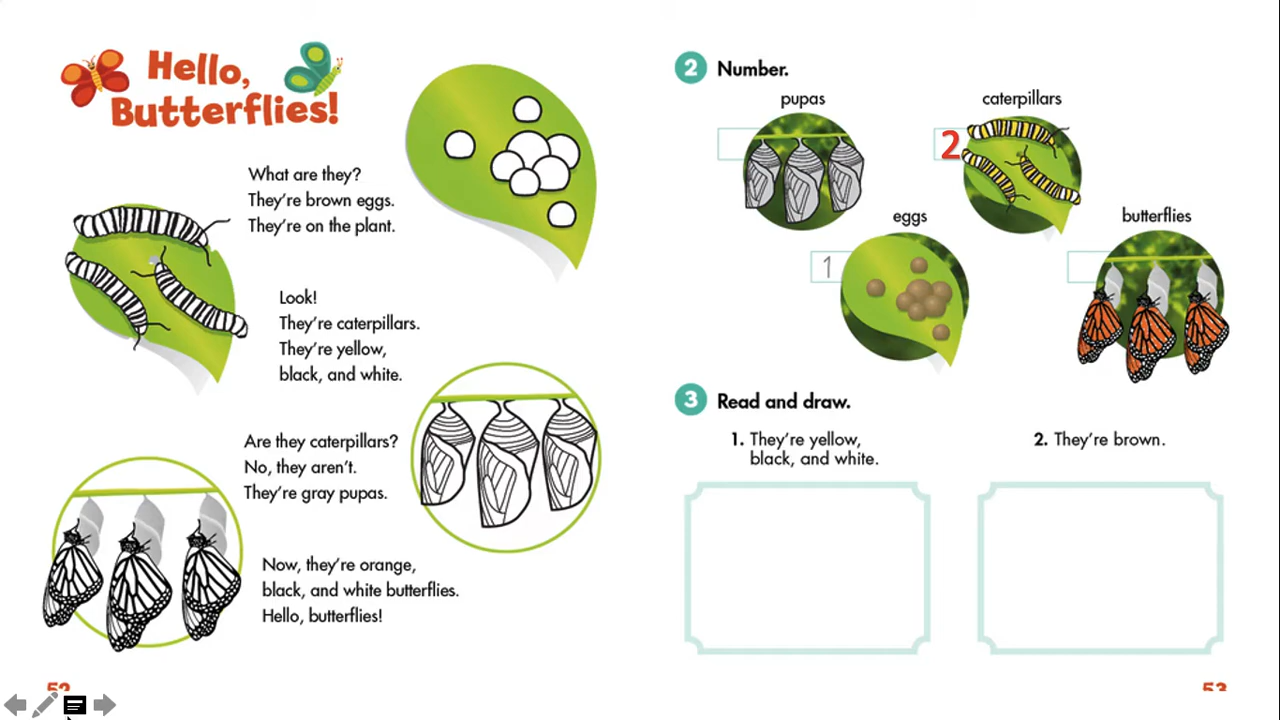 Hello,
Butterflies!
What are they?
They're brown eggs.
They're on the plant.
Look!
They're caterpillars.
They're yellow,
black, and white.
Are they caterpillars?
No, they aren't.
They're gray pupas.
Now, they're orange,
black, and white butterflies.
Hello, butterflies!
52
2 Number.
pupas
caterpillars
2
eggs
1
butterflies
3 Read and draw.
1. They're yellow,
black, and white.
2. They're brown.
53